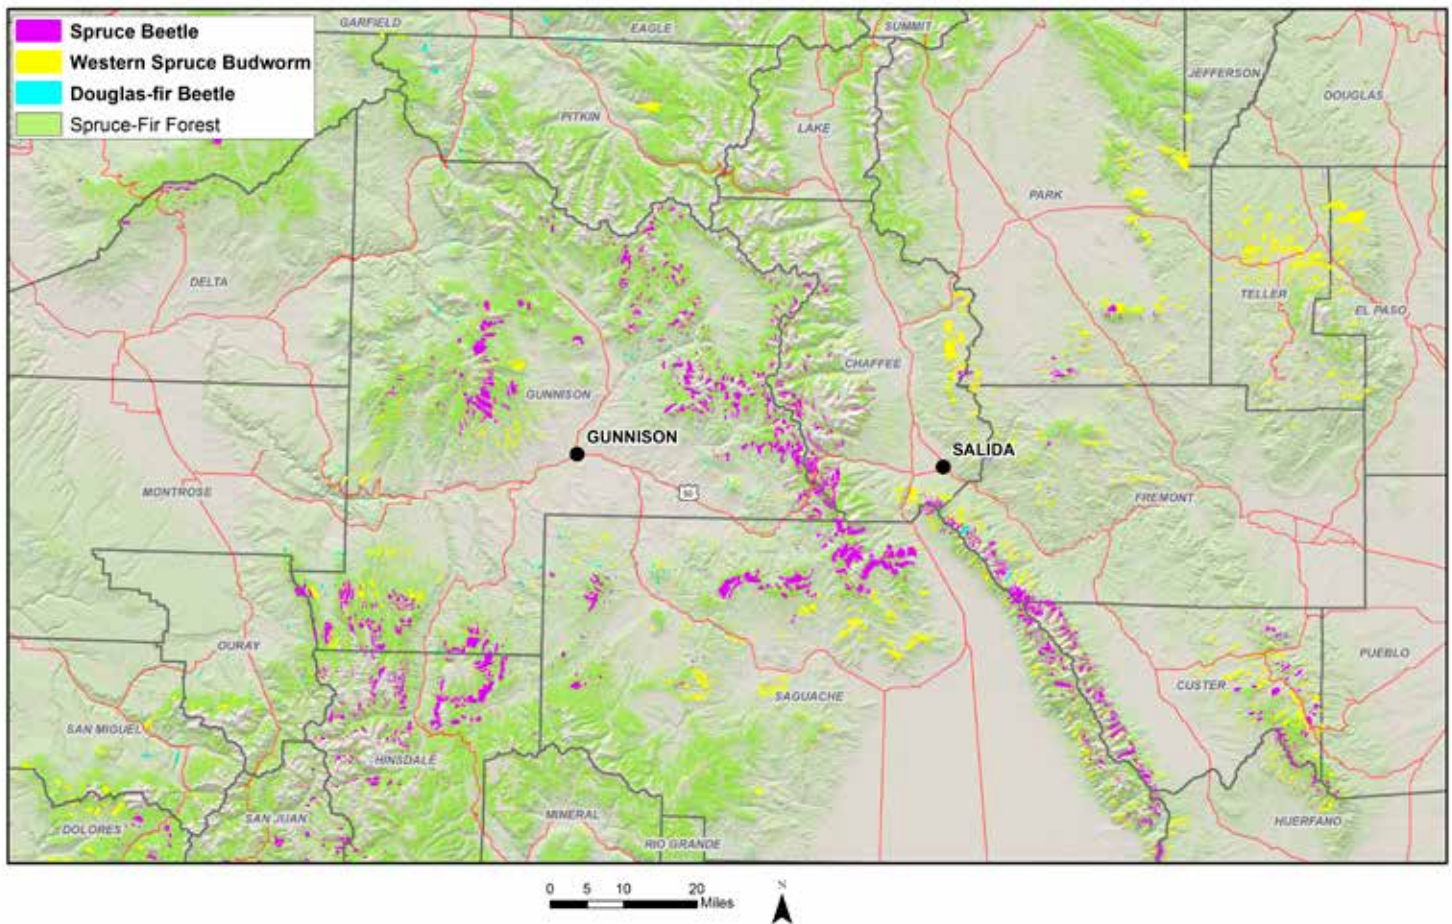 Spruce Beetle
Western Spruce Budworm
Douglas-fir Beetle
Spruce-Fir Forest
GARFIELD
EAGLE
SUMMIT
JEFFERSON
DOUGLAS
PITKIN
LAKE
PARK
DELTA
TELLER
EL PASO
CHAFFEE
GUNNISON
GUNNISON
SALIDA
MONTROSE
50
FREMONT
OURAY
PUEBLO
CUSTER
SAGUACHE
SAN MIGUEL
HINSDALE
MINERAL
SAN JUAN
HUERFANO
DOLORES
RIO GRANDE
0 5 10 20
Miles
N